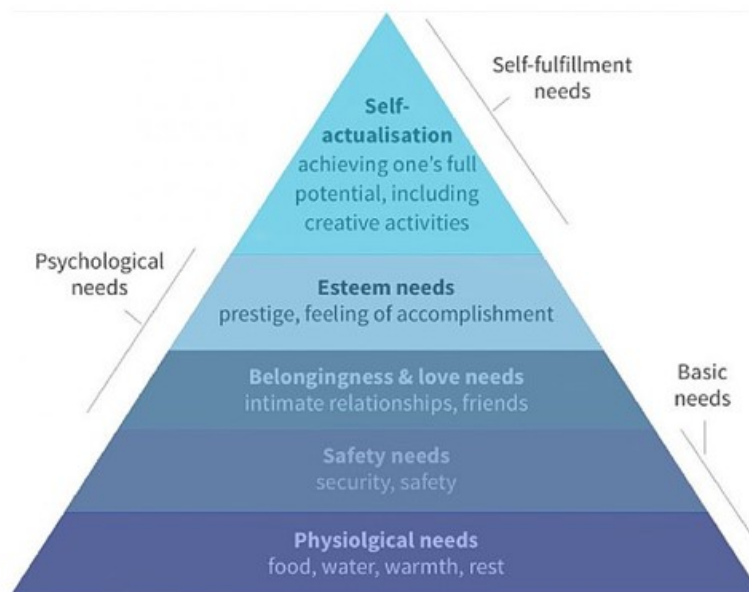 Self-fulfillment
needs
Self-
actualisation
achieving one's full
potential, including
creative activities
Psychological
needs
Esteem needs
prestige, feeling of accomplishment
Belongingness & love needs
intimate relationships, friends
Basic
needs
Safety needs
security, safety
Physiolgical needs
food, water, warmth, rest